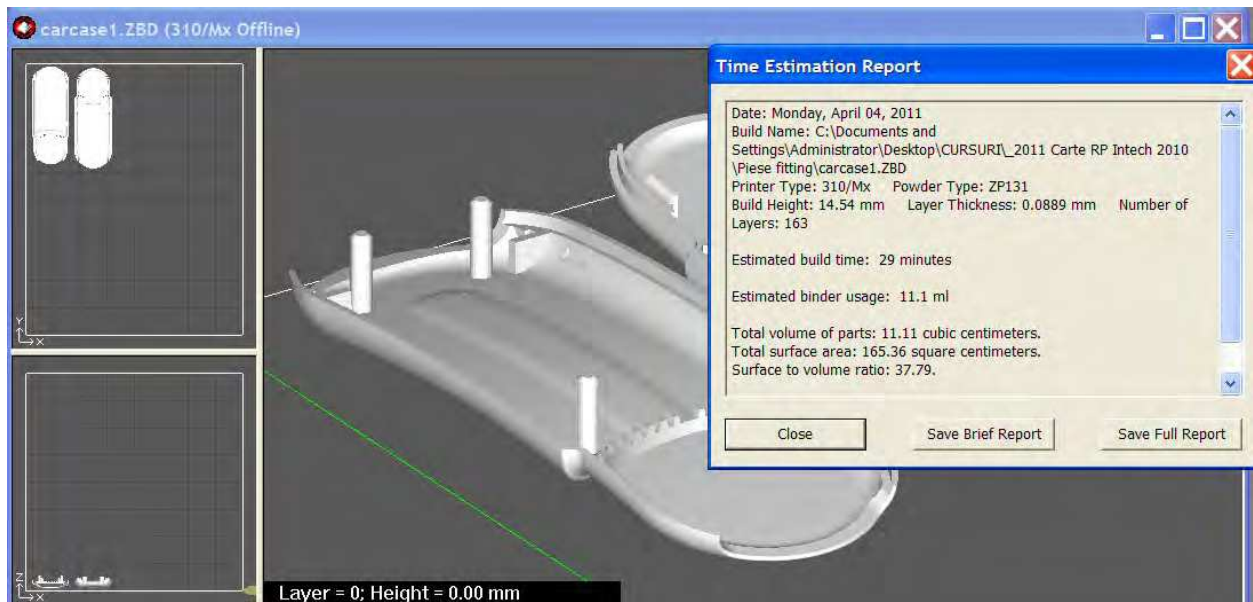 carcase1.ZBD (310/Mx Offline)
Time Estimation Report
Date: Monday, April 04, 2011
Build Name: C:\Documents and
Settings\Administrator\Desktop\CURSURI\_2011 Carte RP Intech 2010
\Piese fitting\carcase1.ZBD
Printer Type: 310/Mx Powder Type: ZP131
Build Height: 14.54 mm Layer Thickness: 0.0889 mm Number of
Layers: 163
Estimated build time: 29 minutes
Estimated binder usage: 11.1 ml
Total volume of parts: 11.11 cubic centimeters.
Total surface area: 165.36 square centimeters.
Surface to volume ratio: 37.79.
Close Save Brief Report Save Full Report
Y
X
Z
X
Layer = 0; Height = 0.00 mm